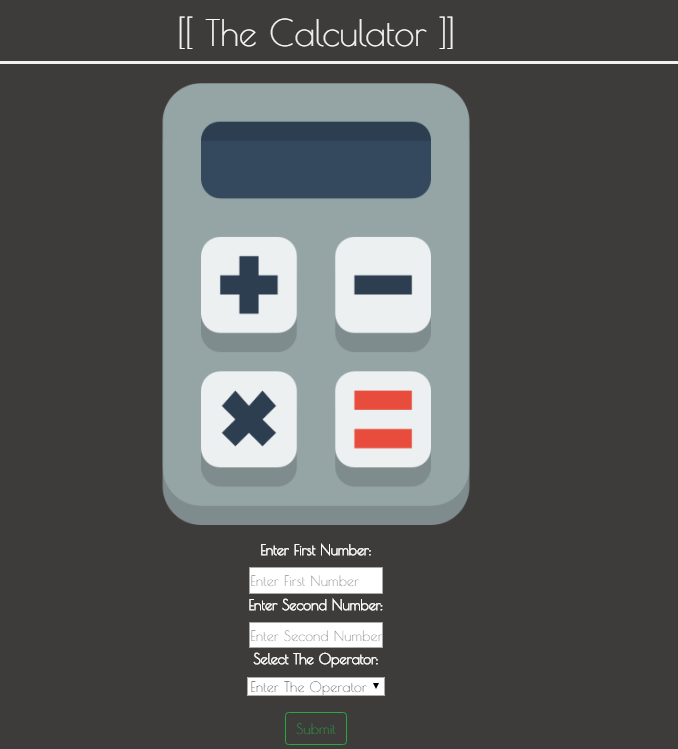 [[ The Calculator ]]
Enter First Number:
Enter First Number
Enter Second Number:
Enter Second Number
Select The Operator:
Enter The Operator
Submit